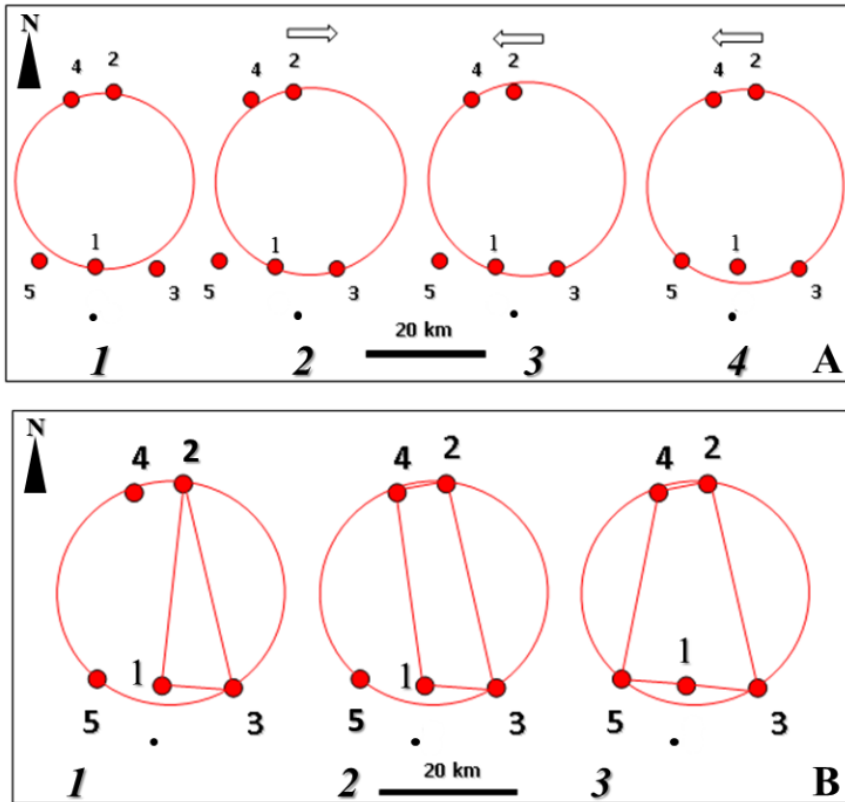 N
4 2 4 2 4 2 4 2
1 1 1 1
5 3 5 3 5 3 5 3
20 km
1 2 3 4 A
N
4 2 4 2 4 2
1 1 1
5 3 5 3 5 3
20 km
1 2 3 B